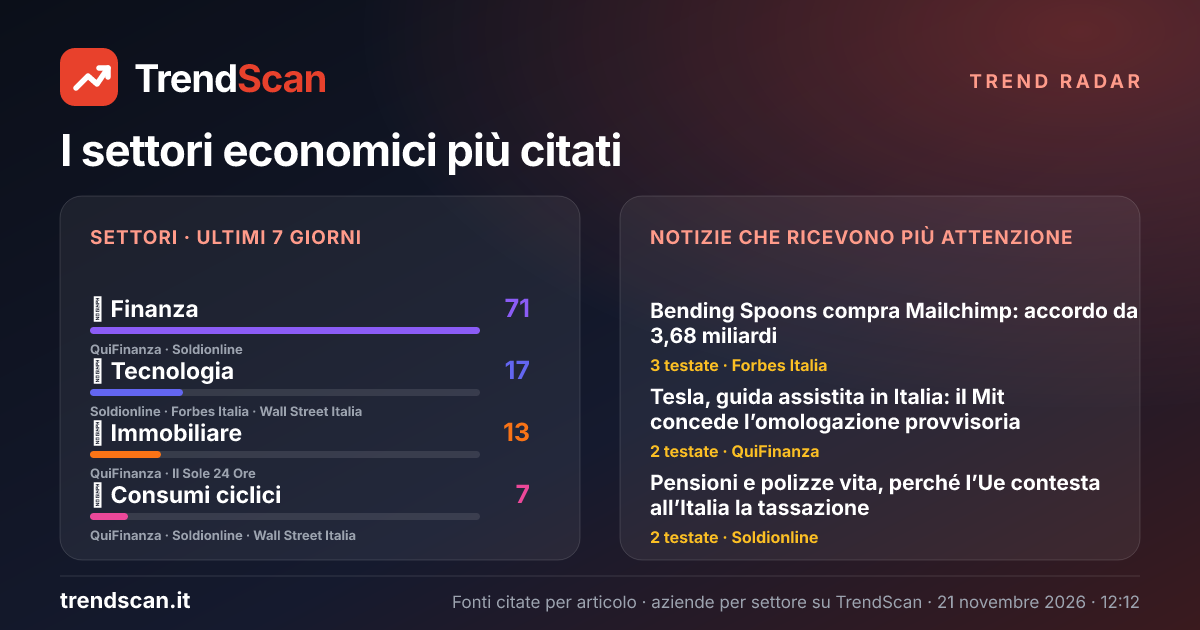 TrendScan
TREND RADAR
I settori economici più citati
SETTORI · ULTIMI 7 GIORNI
Finanza 71
QuiFinanza · Soldionline
Tecnologia 17
Soldionline · Forbes Italia · Wall Street Italia
Immobiliare 13
QuiFinanza · Il Sole 24 Ore
Consumi ciclici 7
QuiFinanza · Soldionline · Wall Street Italia
NOTIZIE CHE RICEVONO PIÙ ATTENZIONE
Bending Spoons compra Mailchimp: accordo da
3,68 miliardi
3 testate · Forbes Italia
Tesla, guida assistita in Italia: il Mit
concede l’omologazione provvisoria
2 testate · QuiFinanza
Pensioni e polizze vita, perché l’Ue contesta
all’Italia la tassazione
2 testate · Soldionline
trendscan.it
Fonti citate per articolo · aziende per settore su TrendScan · 21 novembre 2026 · 12:12